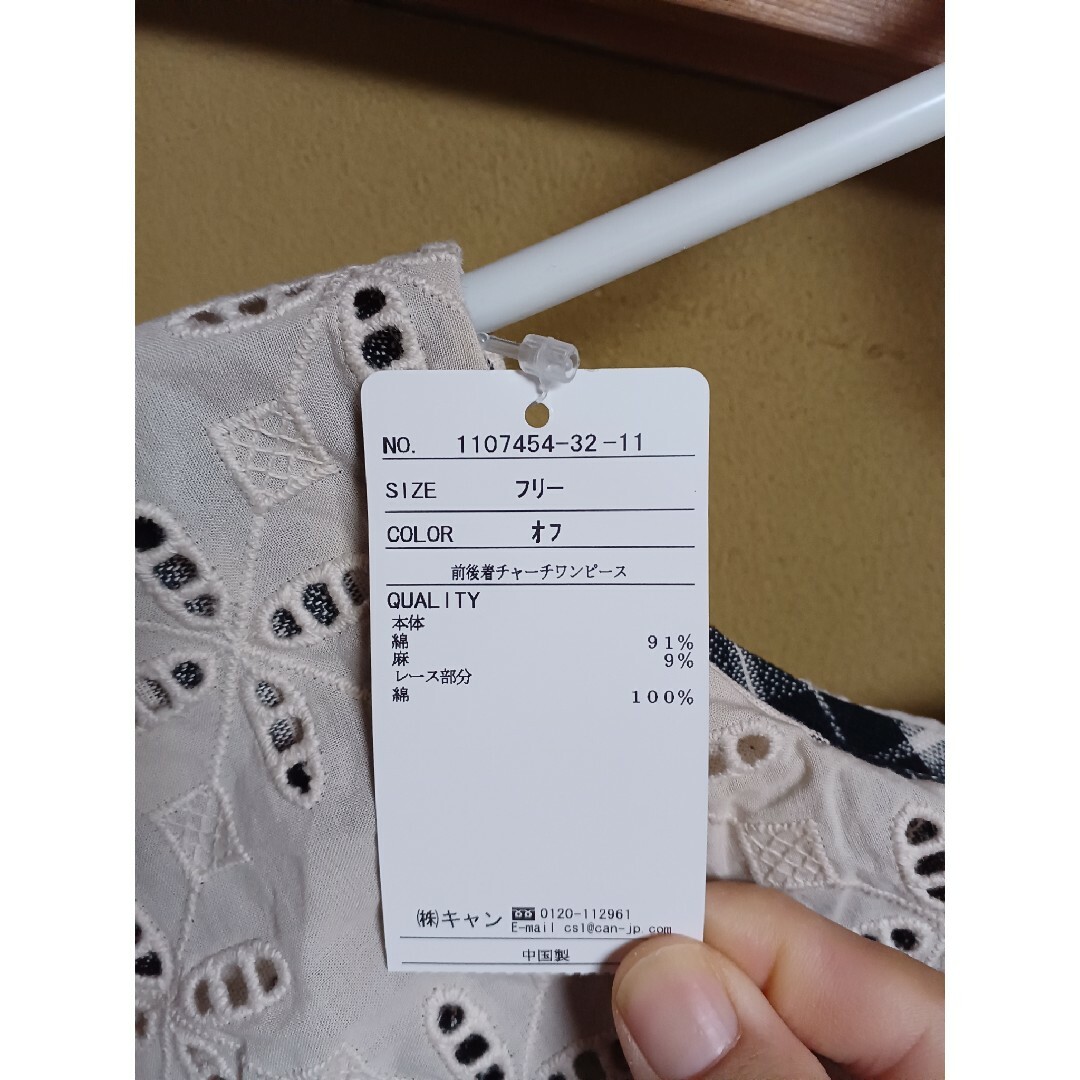 NO. 1107454-32-11
SIZE フリー
COLOR オフ
前後着チャーチワンピース
QUALITY
本体
綿 91%
麻 9%
レース部分
綿 100%
㈱キャン 0120-112961
E-mail cs1@can-jp.com
中国製